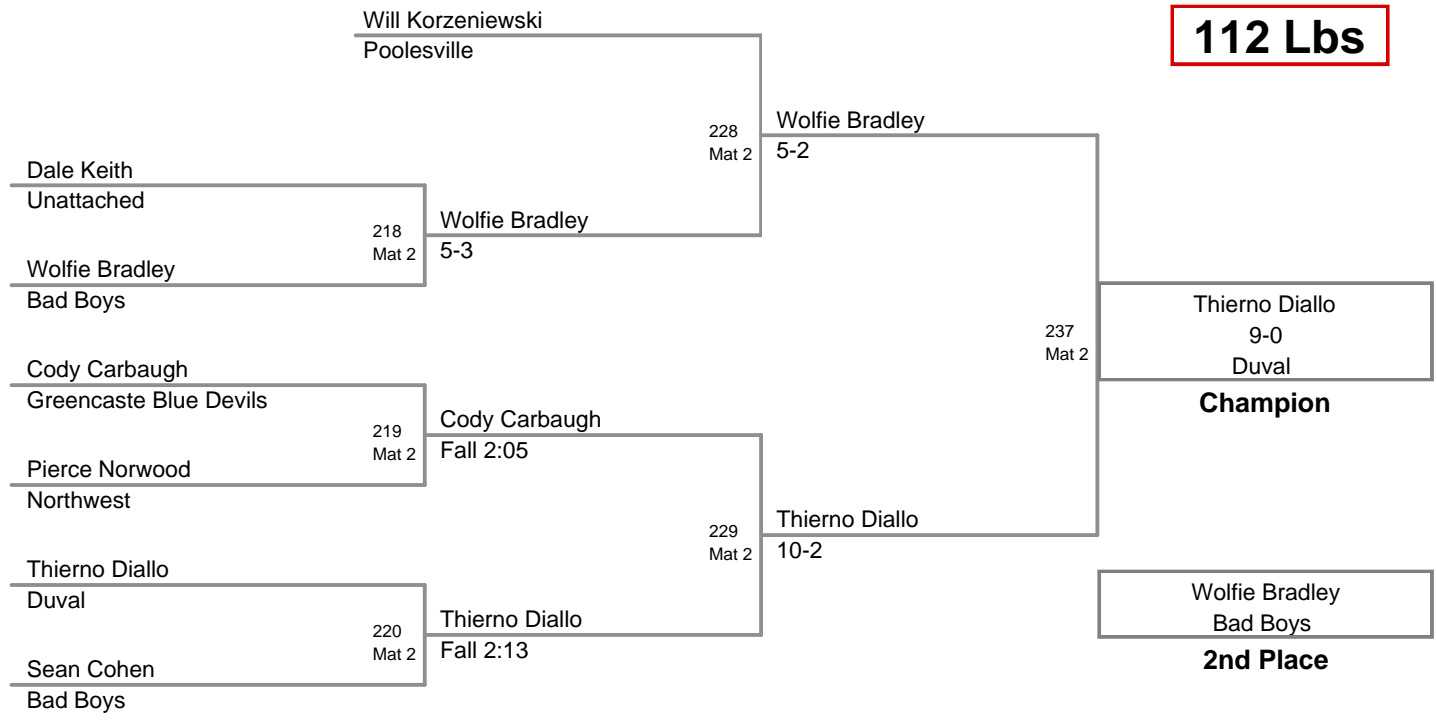 Will Korzeniewski
Poolesville
112 Lbs
228
Mat 2
Wolfie Bradley
5-2
Dale Keith
Unattached
218
Mat 2
Wolfie Bradley
5-3
Wolfie Bradley
Bad Boys
237
Mat 2
Thierno Diallo
9-0
Duval
Champion
Cody Carbaugh
Greencaste Blue Devils
219
Mat 2
Cody Carbaugh
Fall 2:05
Pierce Norwood
Northwest
229
Mat 2
Thierno Diallo
10-2
Thierno Diallo
Duval
220
Mat 2
Thierno Diallo
Fall 2:13
Sean Cohen
Bad Boys
Wolfie Bradley
Bad Boys
2nd Place